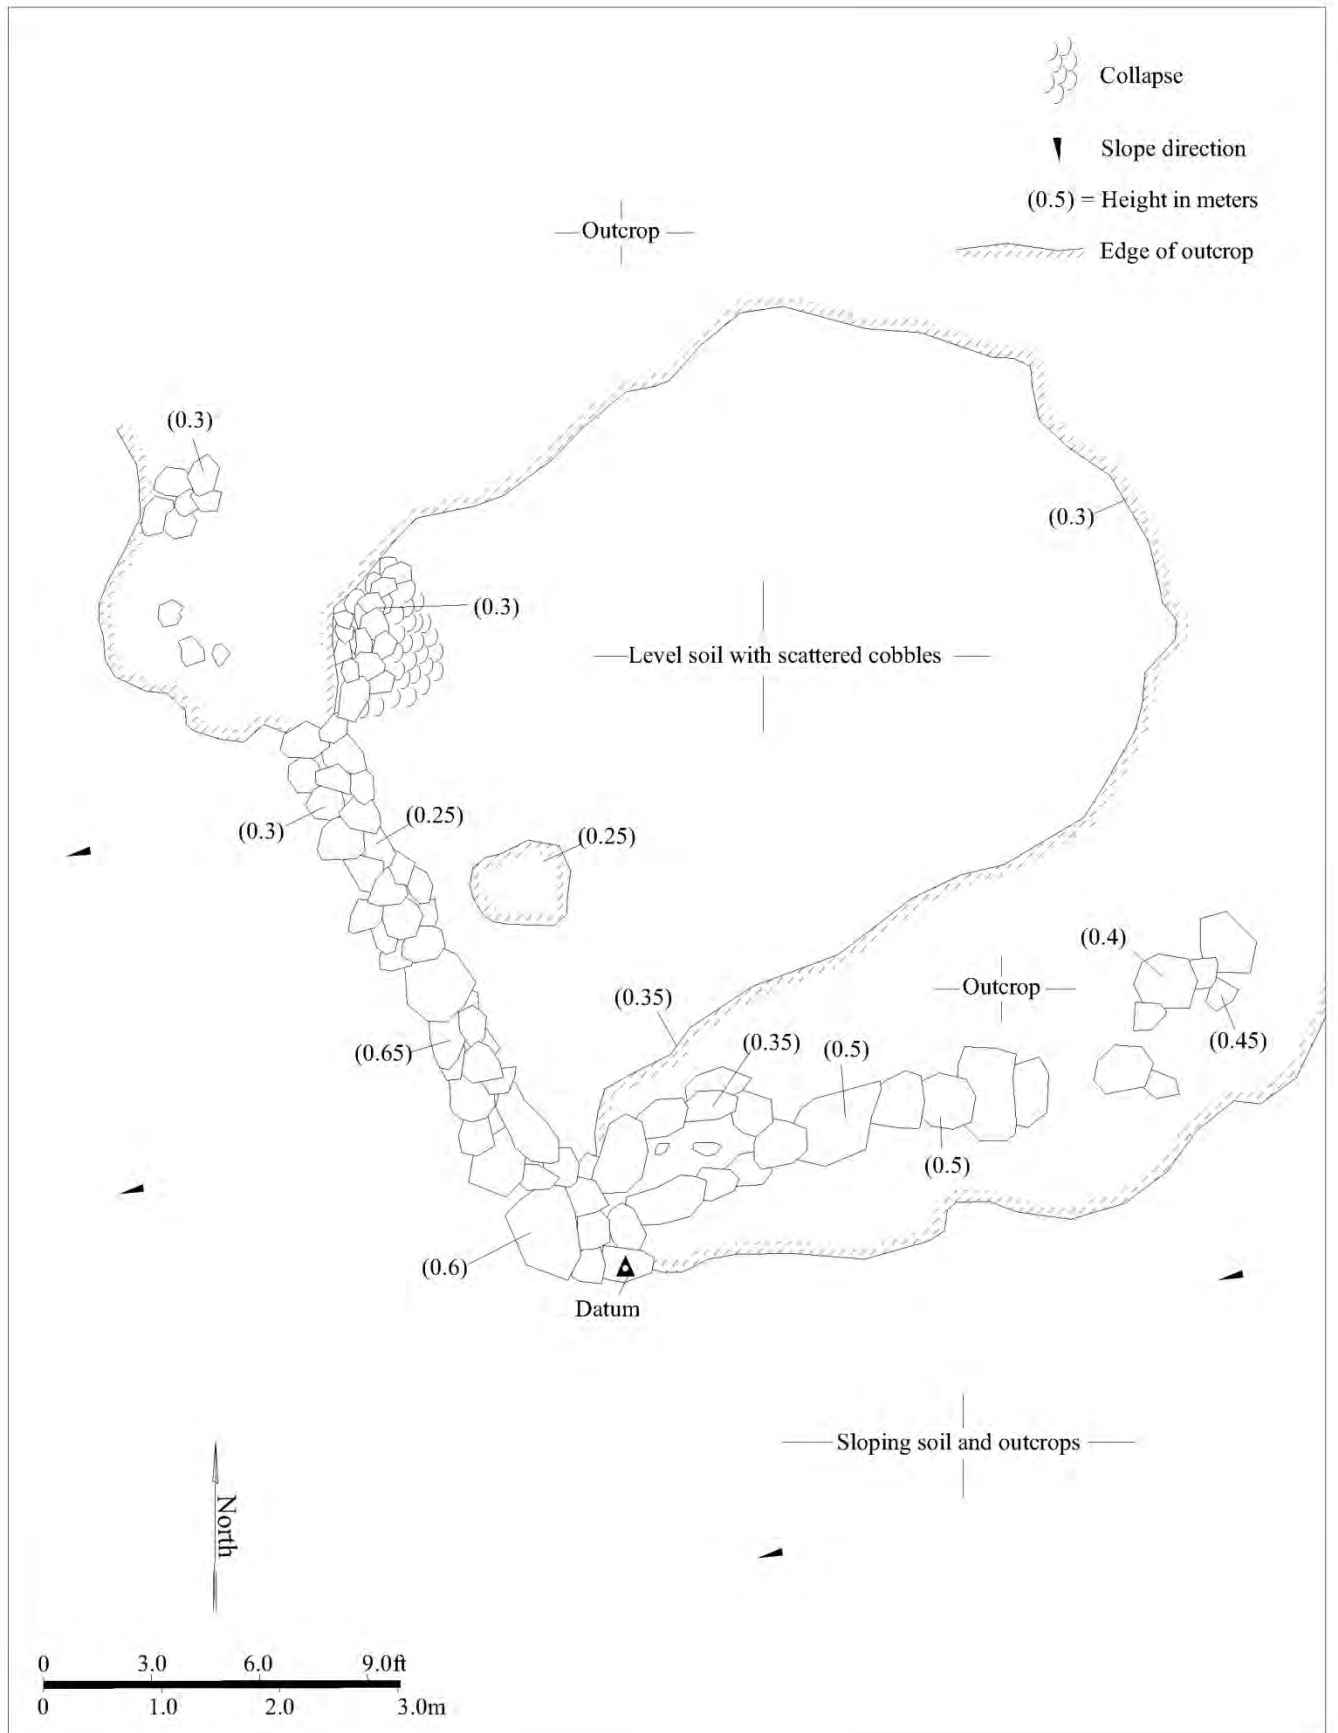 Collapse
Slope direction
(0.5) = Height in meters
Outcrop
Edge of outcrop
(0.3)
(0.3)
(0.3)
Level soil with scattered cobbles
(0.25)
(0.3)
(0.25)
(0.4)
Outcrop
(0.35)
(0.35)
(0.5)
(0.45)
(0.65)
(0.5)
(0.6)
Datum
Sloping soil and outcrops
North
0 3.0 6.0 9.0ft
0 1.0 2.0 3.0m